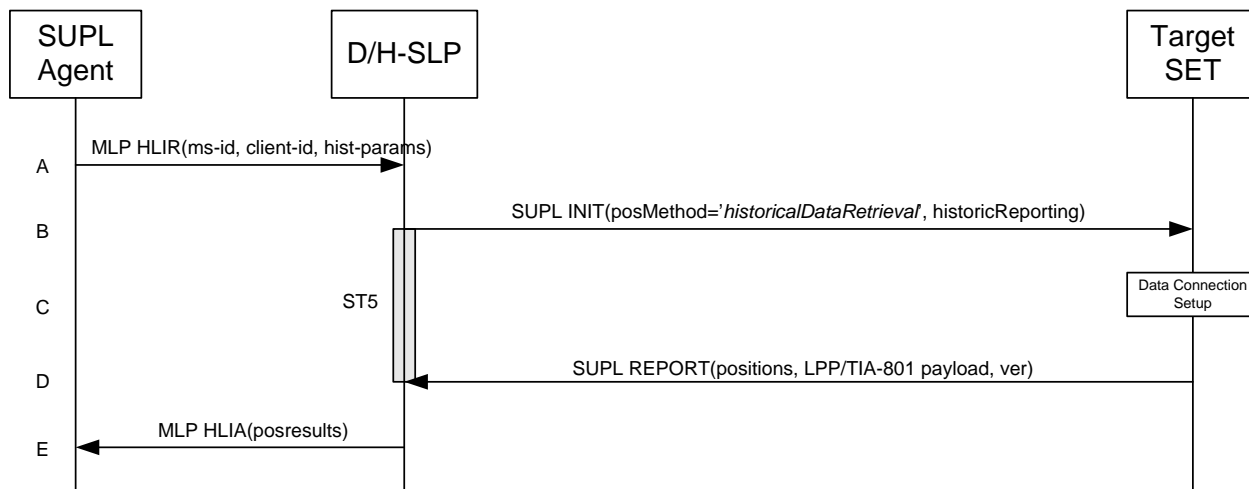 SUPL
Agent
D/H-SLP
Target
SET
A
MLP HLIR(ms-id, client-id, hist-params)
B
SUPL INIT(posMethod=’historicalDataRetrieval’, historicReporting)
C
ST5
Data Connection
Setup
D
SUPL REPORT(positions, LPP/TIA-801 payload, ver)
E
MLP HLIA(posresults)